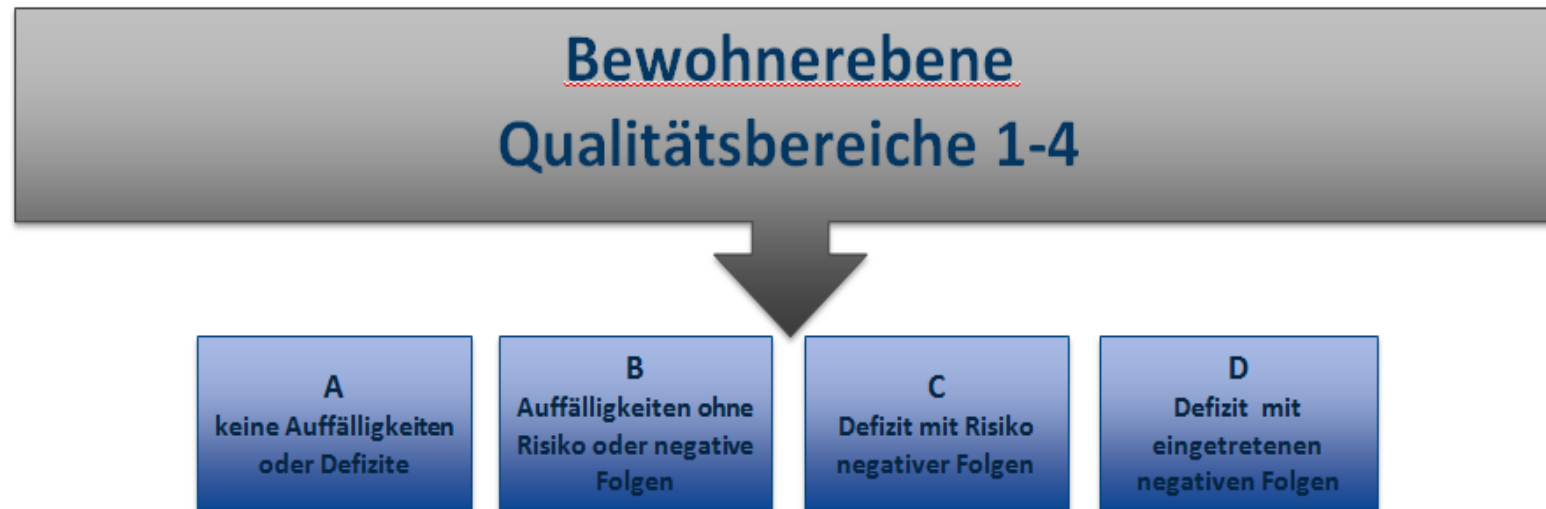 Bewohnerebene
Qualitätsbereiche 1-4
A
keine Auffälligkeiten
oder Defizite
B
Auffälligkeiten ohne
Risiko oder negative
Folgen
C
Defizit mit Risiko
negativer Folgen
D
Defizit mit
eingetretenen
negativen Folgen